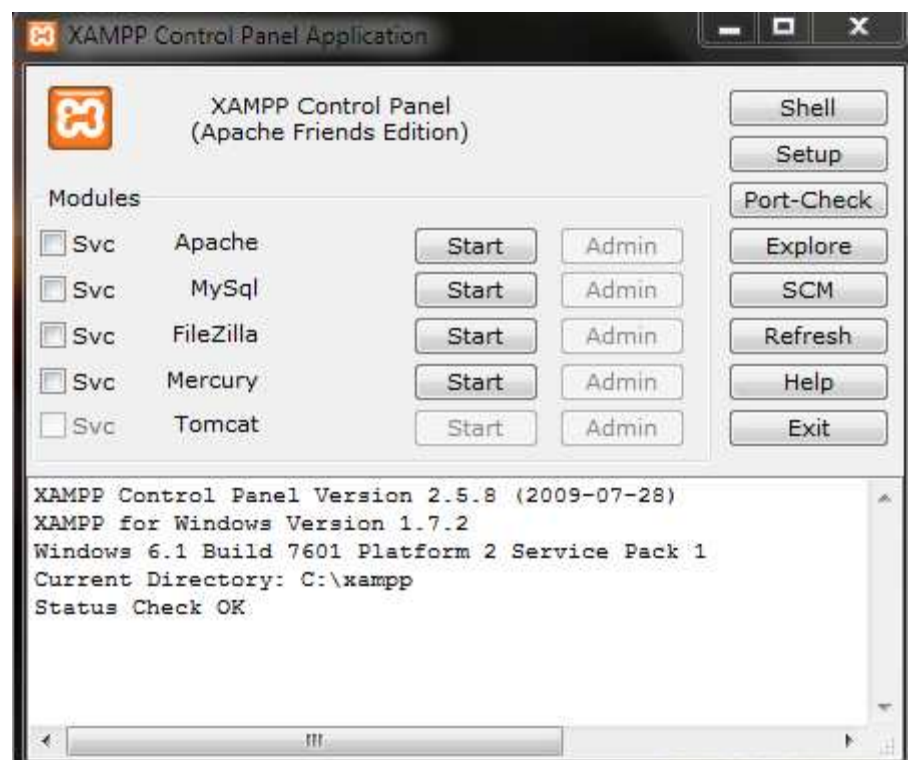 XAMPP Control Panel Application
XAMPP Control Panel
(Apache Friends Edition)
Shell
Setup
Port-Check
Explore
SCM
Refresh
Help
Exit
Modules
Svc Apache Start Admin
Svc MySql Start Admin
Svc FileZilla Start Admin
Svc Mercury Start Admin
Svc Tomcat Start Admin
XAMPP Control Panel Version 2.5.8 (2009-07-28)
XAMPP for Windows Version 1.7.2
Windows 6.1 Build 7601 Platform 2 Service Pack 1
Current Directory: C:\xampp
Status Check OK